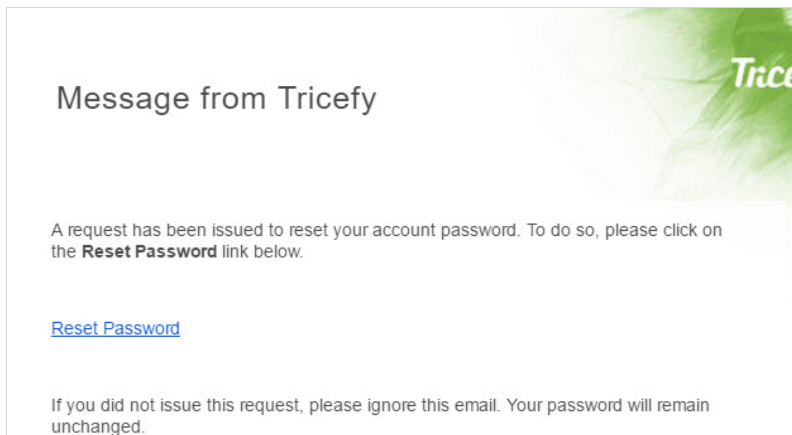 Trice
Message from Tricefy
A request has been issued to reset your account password. To do so, please click on
the Reset Password link below.
Reset Password
If you did not issue this request, please ignore this email. Your password will remain
unchanged.